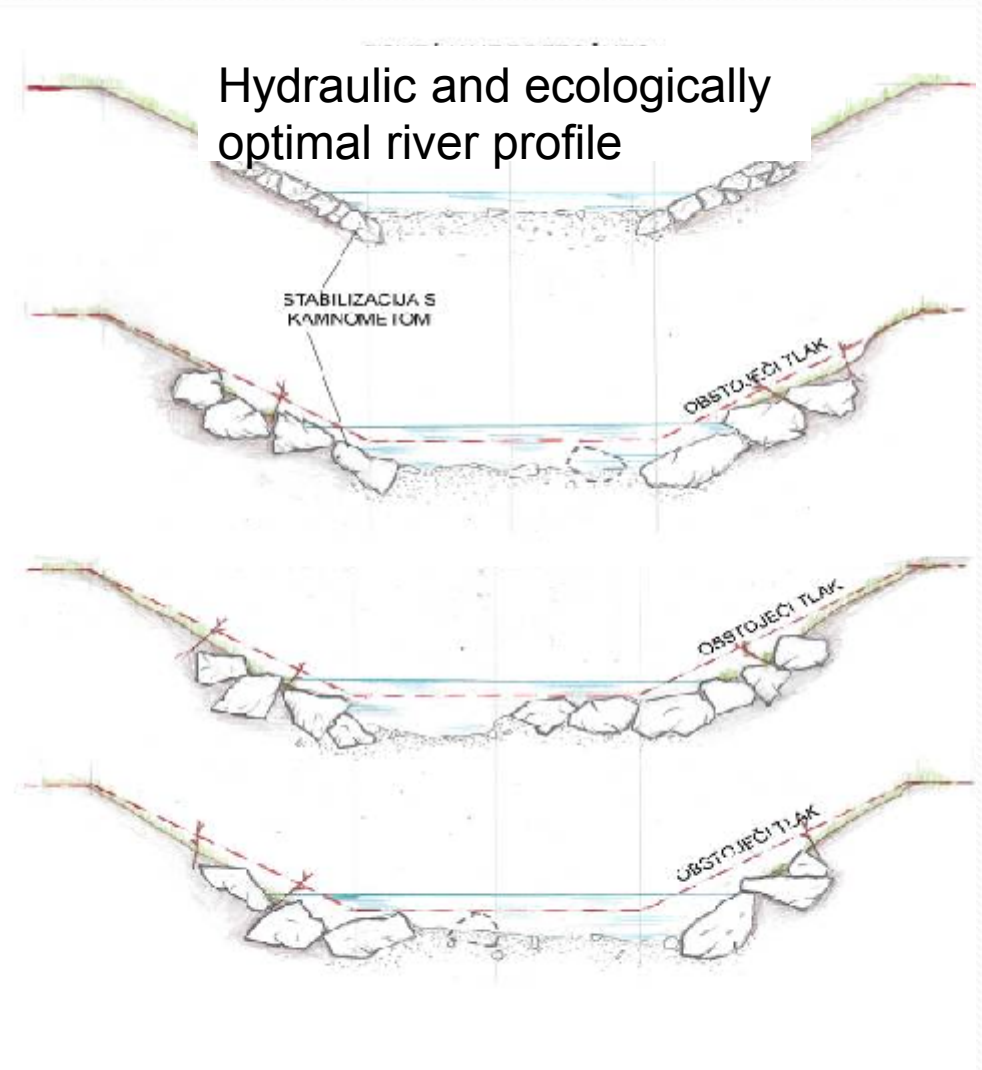 Hydraulic and ecologically
optimal river profile
STABILIZACIJA S
KAMNOMETOM
OBSTOJEČI TLAK
OBSTOJEČI TLAK
OBSTOJEČI TLAK